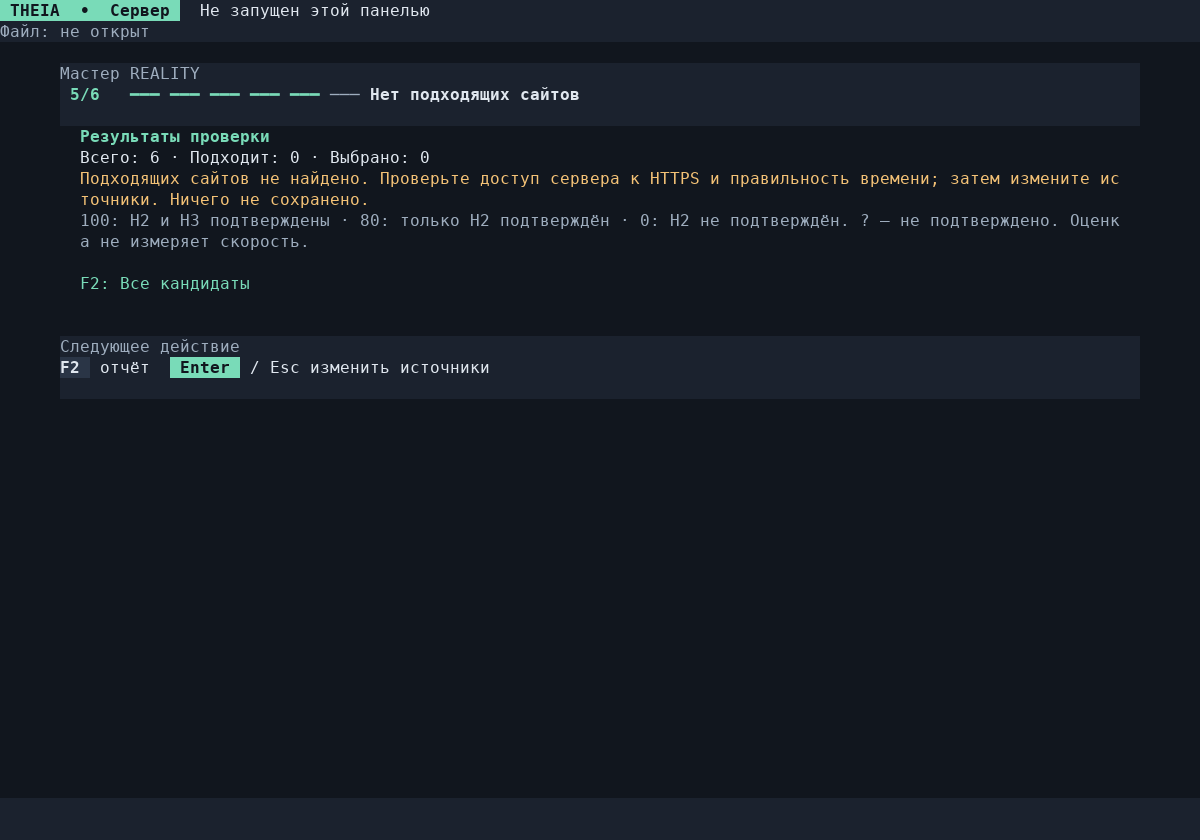 THEIA • Сервер Не запущен этой панелью
Файл: не открыт
Мастер REALITY
5/6 ━━━ ━━━ ━━━ ━━━ ━━━ ─── Нет подходящих сайтов
Результаты проверки
Всего: 6 · Подходит: 0 · Выбрано: 0
Подходящих сайтов не найдено. Проверьте доступ сервера к HTTPS и правильность времени; затем измените ис
точники. Ничего не сохранено.
100: H2 и H3 подтверждены · 80: только H2 подтверждён · 0: H2 не подтверждён. ? — не подтверждено. Оценк
а не измеряет скорость.
F2: Все кандидаты
Следующее действие
F2 отчёт Enter / Esc изменить источники